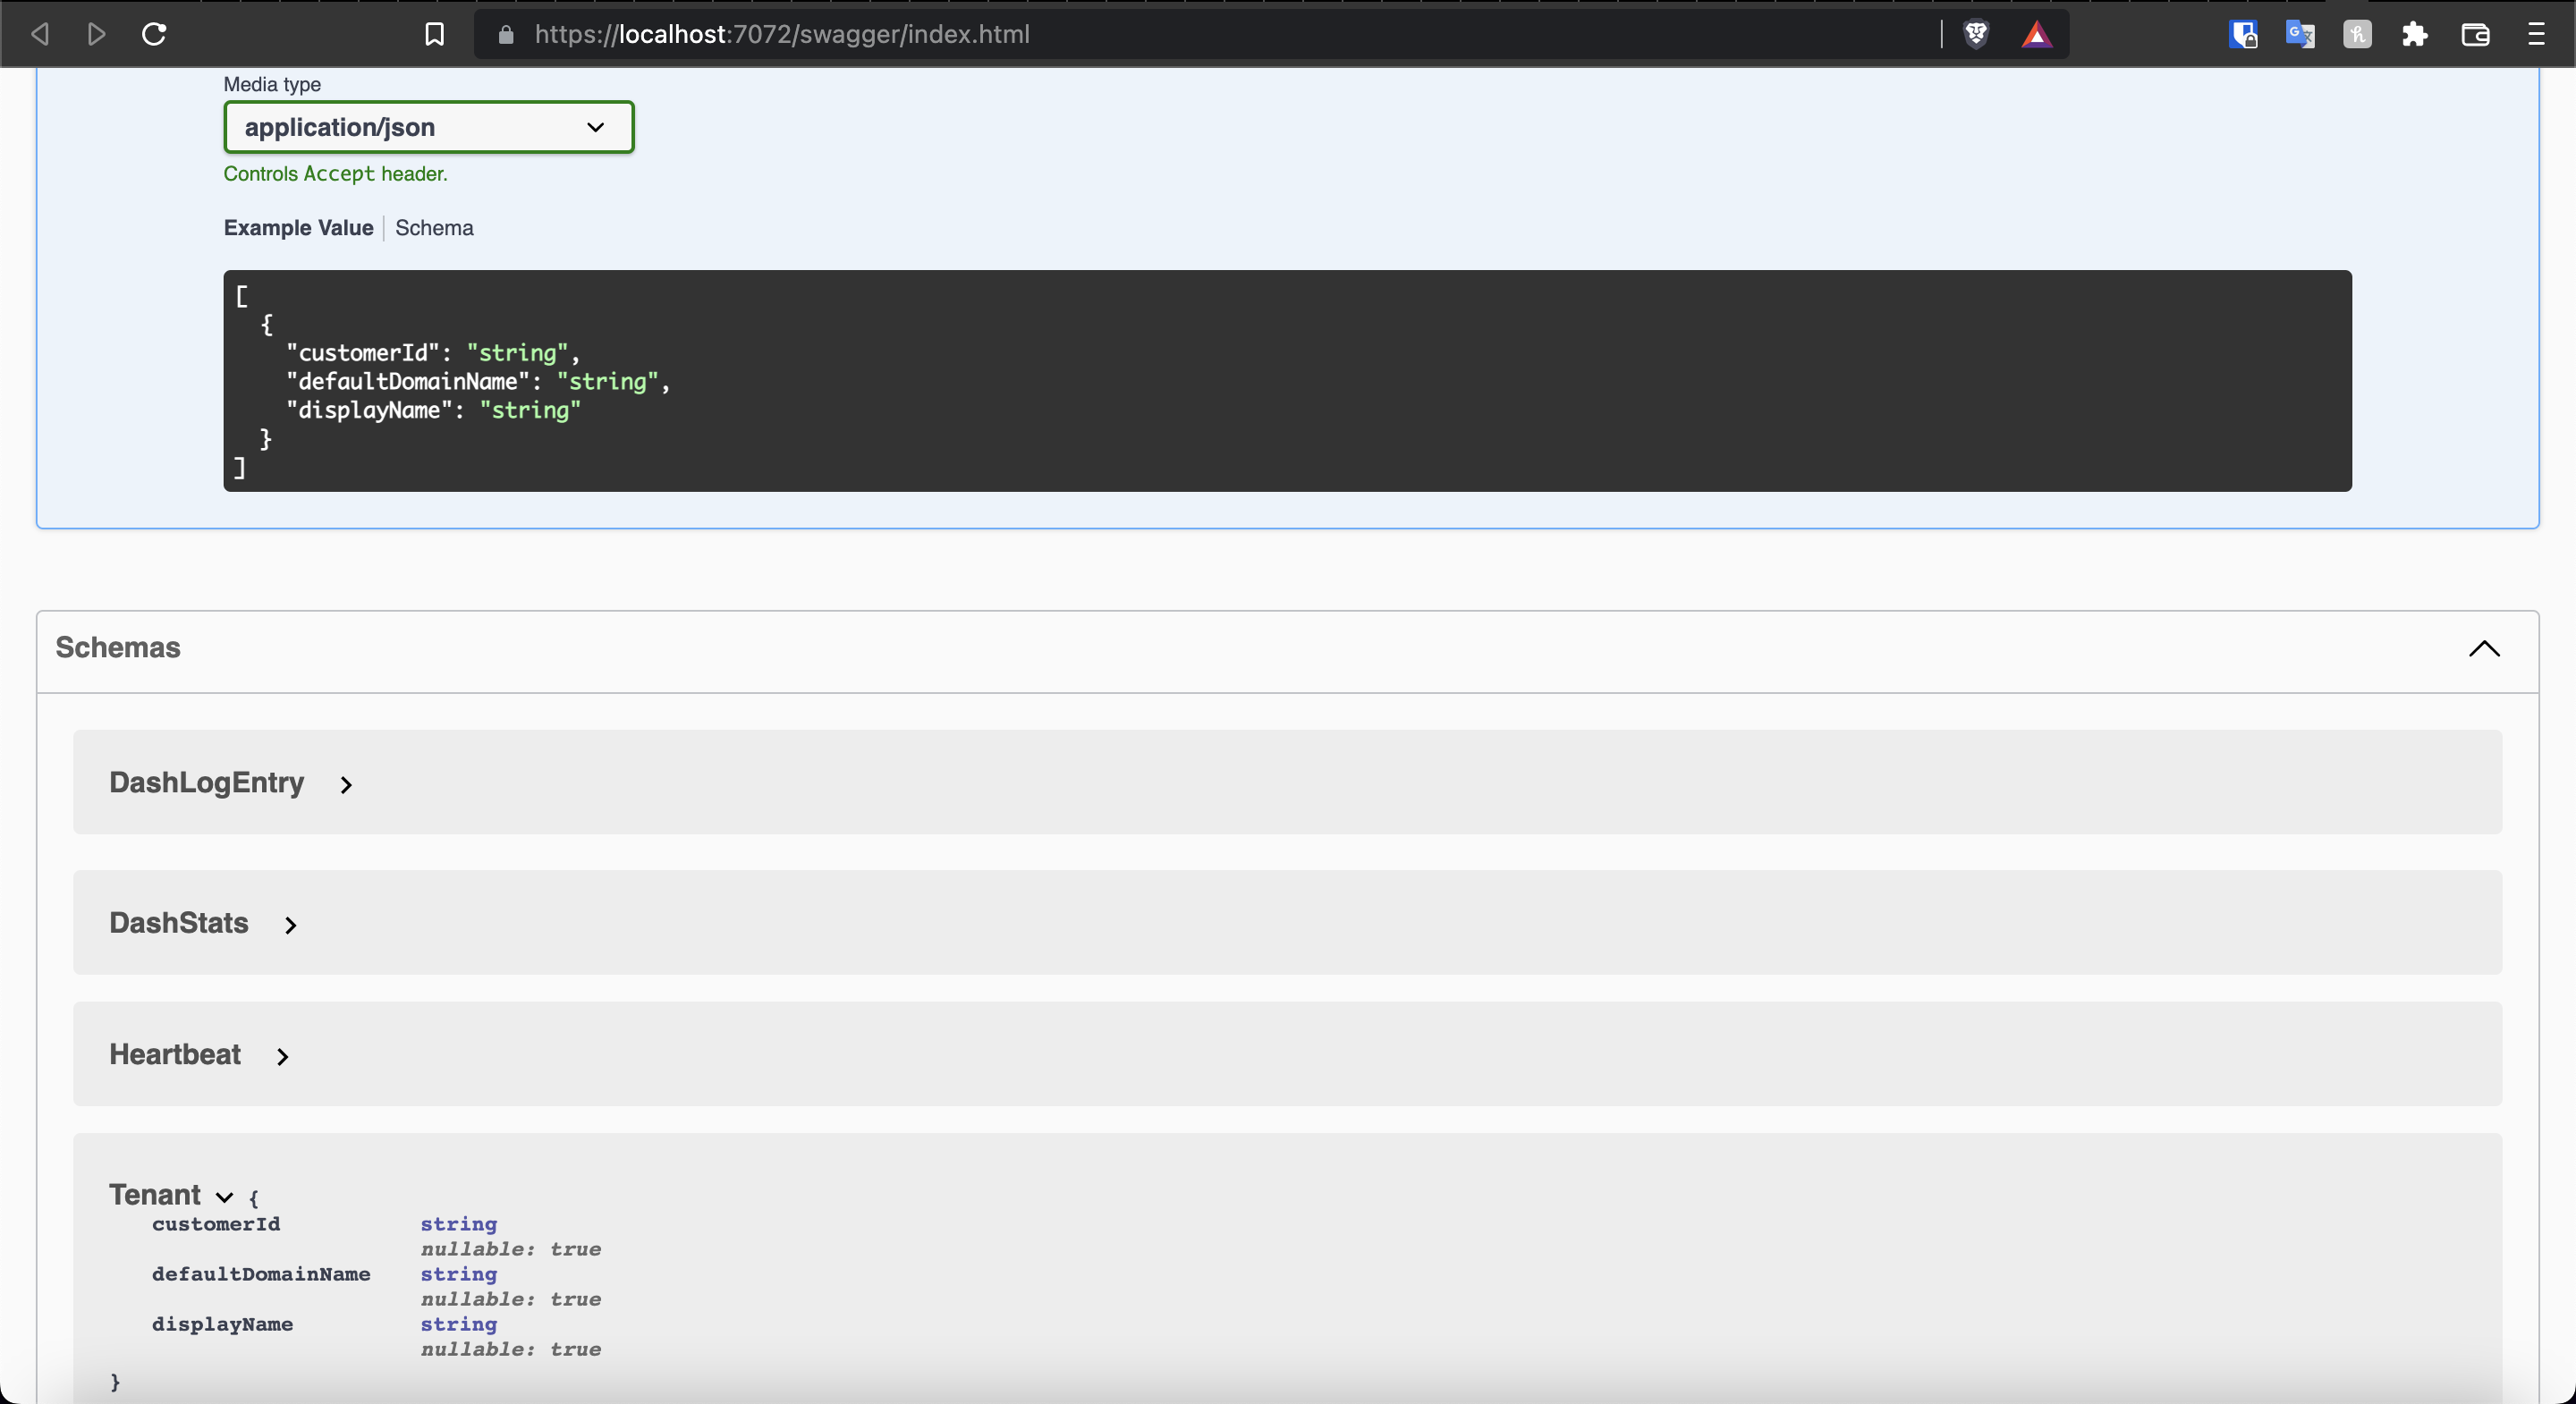 https://localhost:7072/swagger/index.html
Media type
application/json
Controls Accept header.
Example Value | Schema
[
{
"customerId": "string",
"defaultDomainName": "string",
"displayName": "string"
}
]
Schemas
DashLogEntry
DashStats
Heartbeat
Tenant {
customerId string
nullable: true
defaultDomainName string
nullable: true
displayName string
nullable: true
}